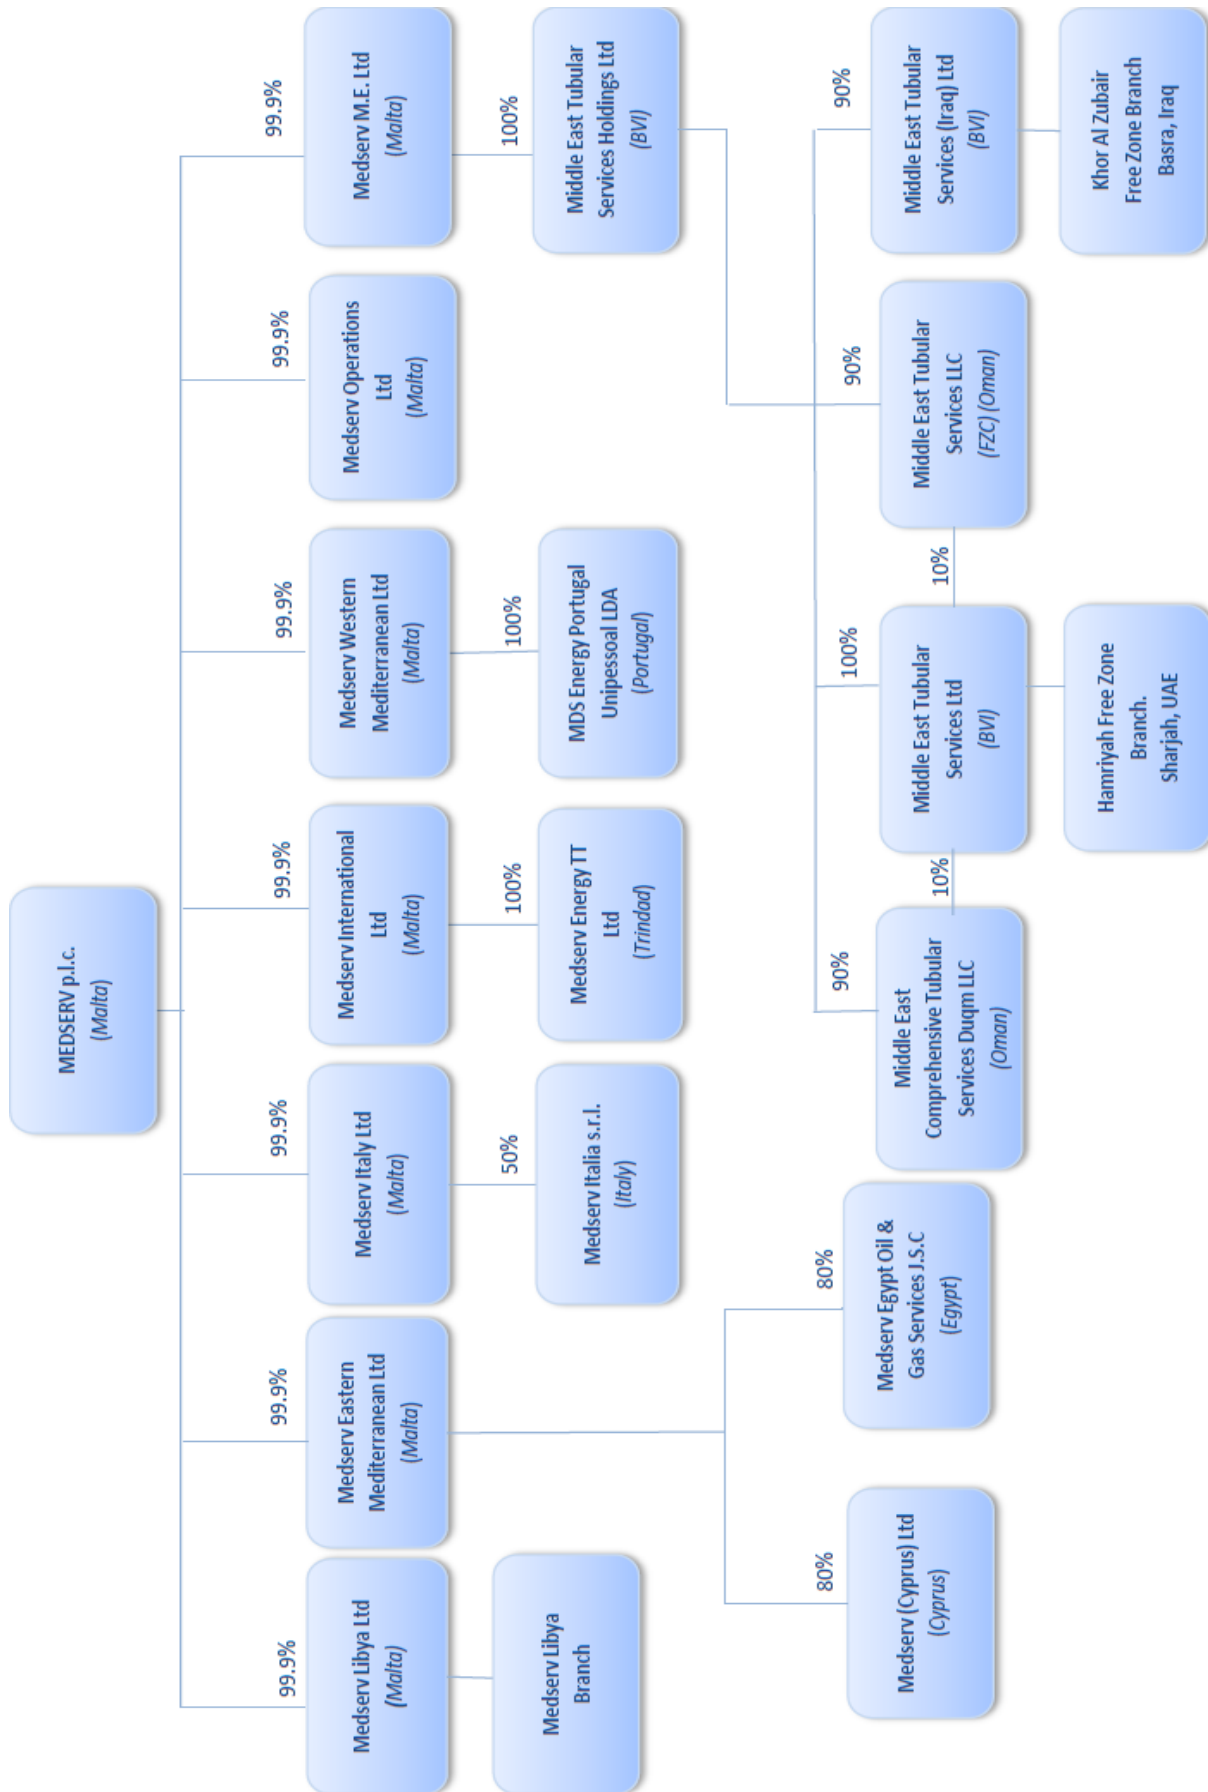 MEDSERV p.l.c.
(Malta)
99.9%
99.9%
99.9%
99.9%
99.9%
99.9%
99.9%
Medserv Libya Ltd
(Malta)
Medserv Eastern
Mediterranean Ltd
(Malta)
Medserv Italy Ltd
(Malta)
Medserv International
Ltd
(Malta)
Medserv Western
Mediterranean Ltd
(Malta)
Medserv Operations
Ltd
(Malta)
Medserv M.E. Ltd
(Malta)
50%
100%
100%
100%
Medserv Libya
Branch
Medserv Italia s.r.l.
(Italy)
Medserv Energy TT
Ltd
(Trindad)
MDS Energy Portugal
Unipessoal LDA
(Portugal)
Middle East Tubular
Services Holdings Ltd
(BVI)
80%
80%
90%
100%
90%
90%
Medserv (Cyprus) Ltd
(Cyprus)
Medserv Egypt Oil &
Gas Services J.S.C
(Egypt)
Middle East
Comprehensive Tubular
Services Duqm LLC
(Oman)
10%
Middle East Tubular
Services Ltd
(BVI)
10%
Middle East Tubular
Services LLC
(FZC) (Oman)
Middle East Tubular
Services (Iraq) Ltd
(BVI)
Hamriyah Free Zone
Branch.
Sharjah, UAE
Khor Al Zubair
Free Zone Branch
Basra, Iraq